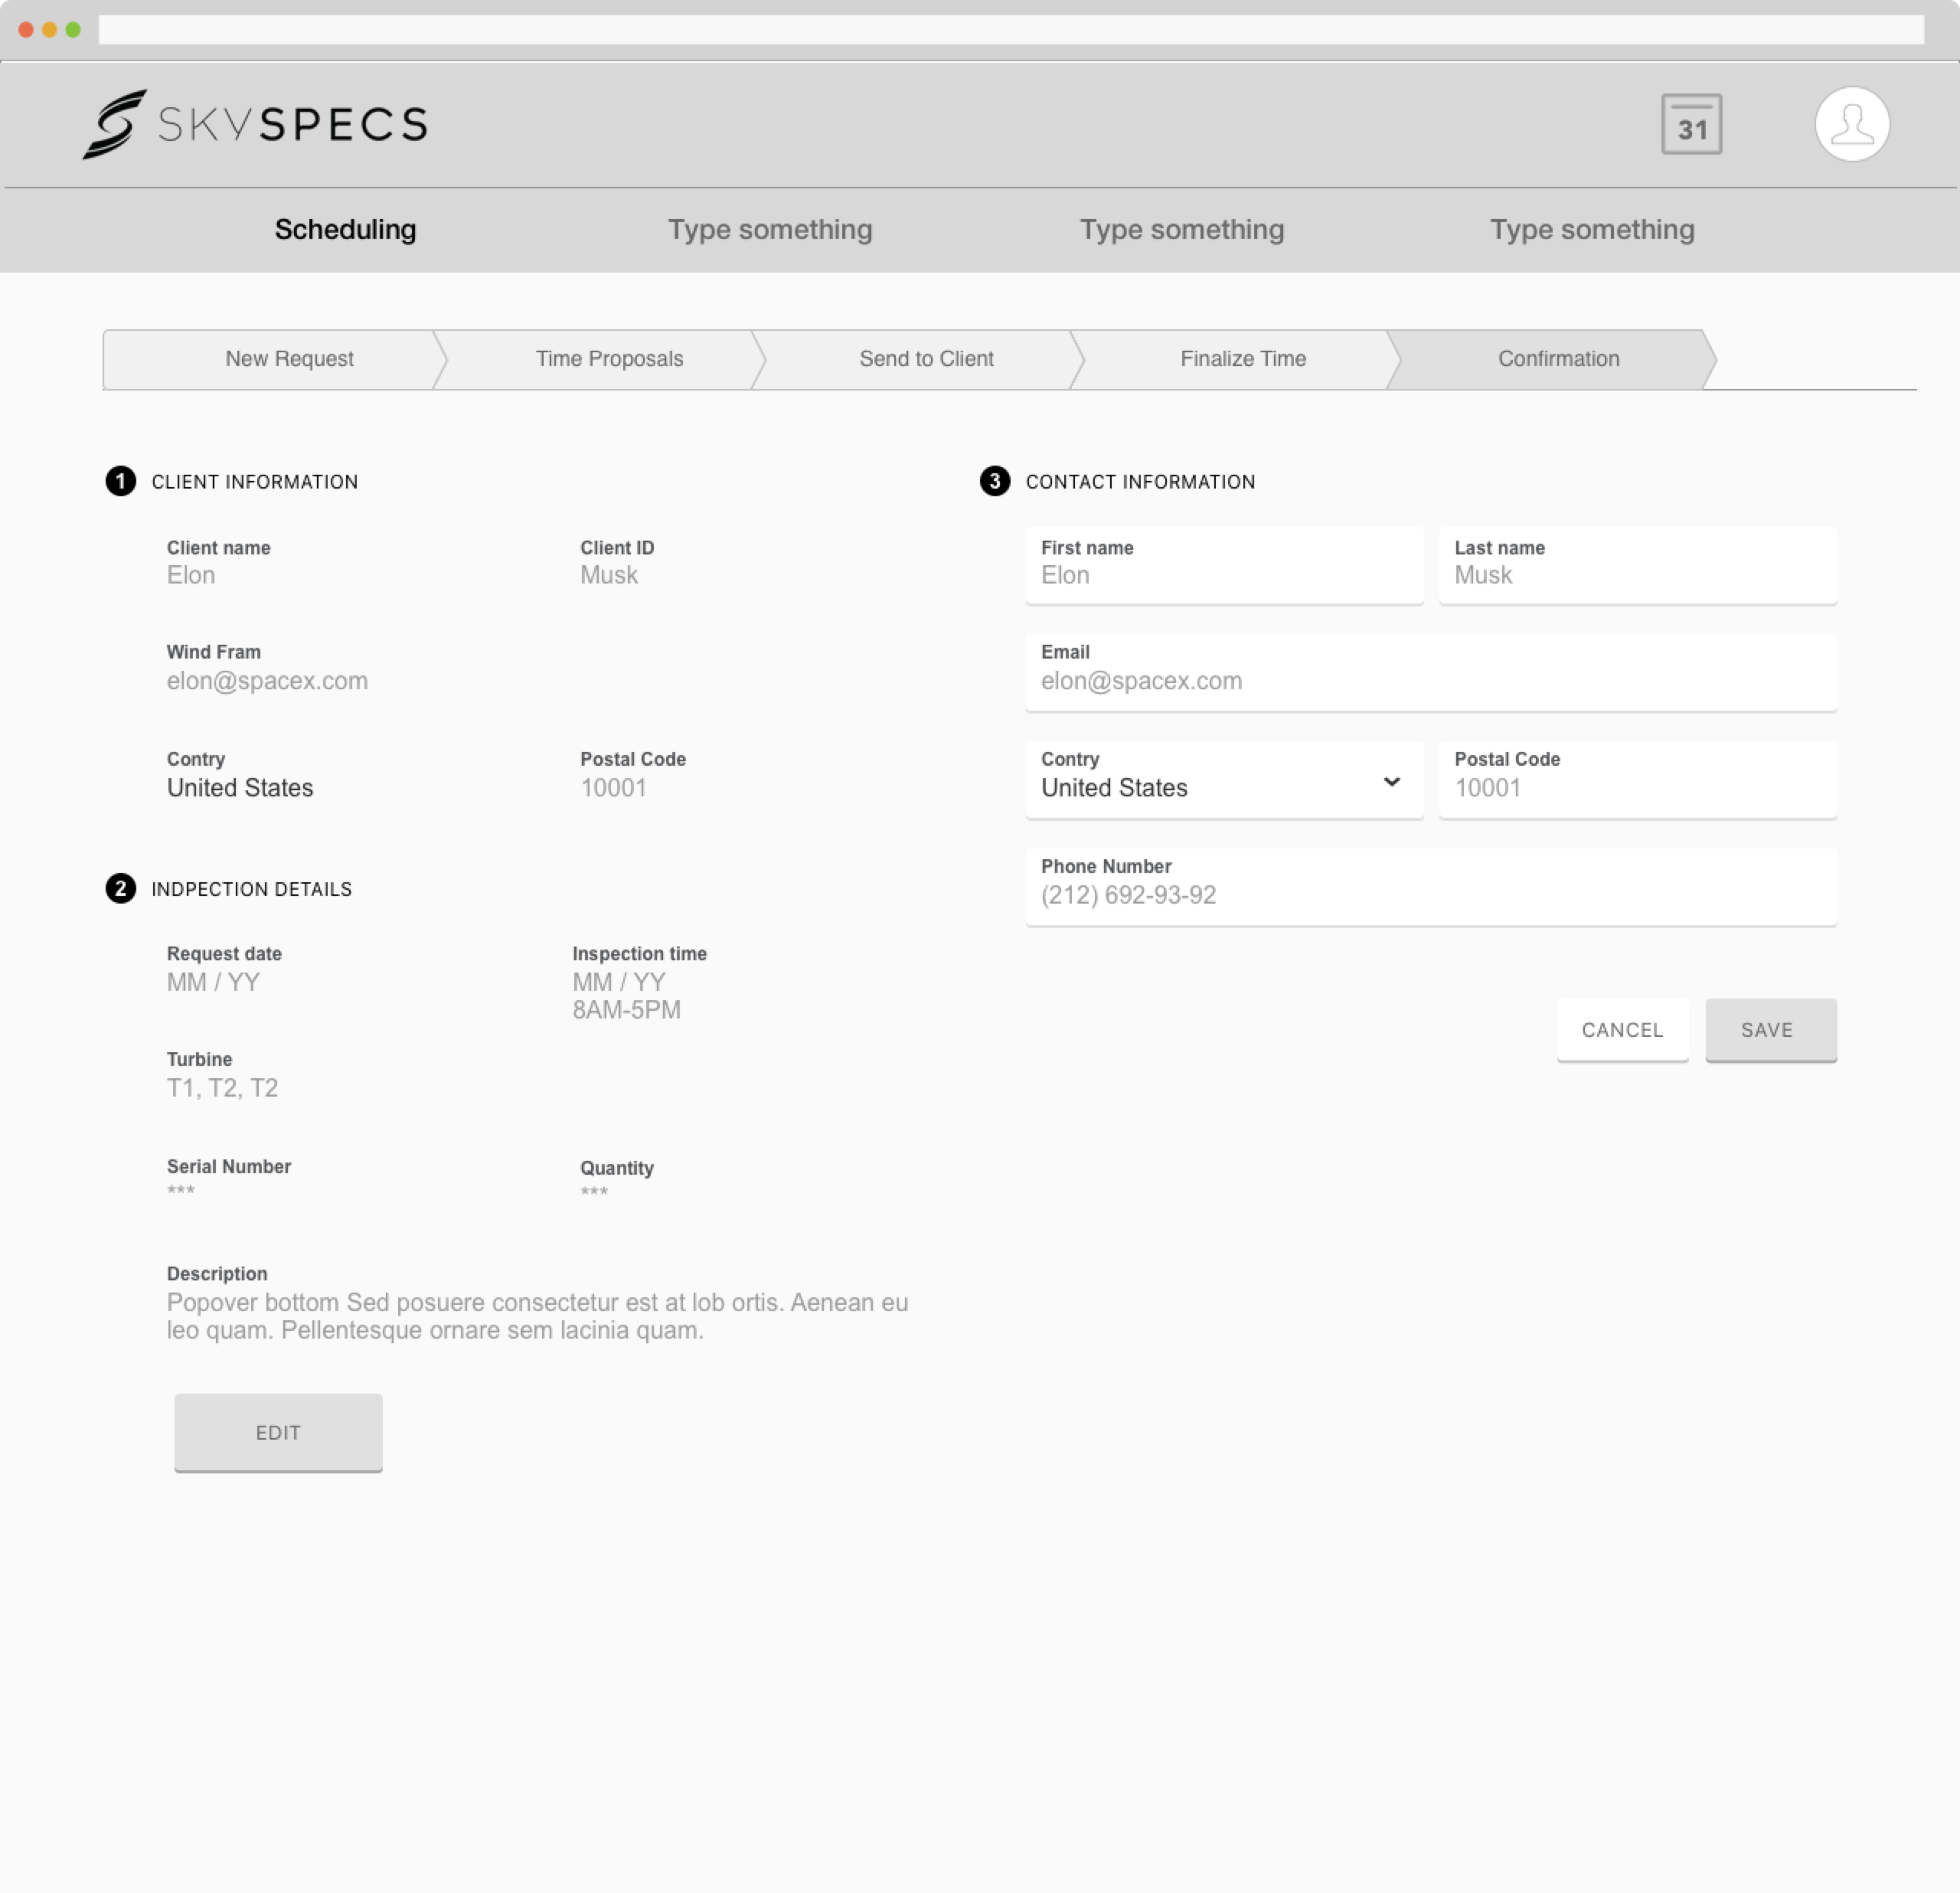 SKYSPECS
31
Scheduling
Type something
Type something
Type something
New Request
Time Proposals
Send to Client
Finalize Time
Confirmation
1 CLIENT INFORMATION
Client name
Elon
Client ID
Musk
Wind Fram
elon@spacex.com
Contry
United States
Postal Code
10001
2 INDPECTION DETAILS
Request date
MM / YY
Inspection time
MM / YY
8AM-5PM
Turbine
T1, T2, T2
Serial Number
***
Quantity
***
Description
Popover bottom Sed posuere consectetur est at lob ortis. Aenean eu
leo quam. Pellentesque ornare sem lacinia quam.
EDIT
3 CONTACT INFORMATION
First name
Elon
Last name
Musk
Email
elon@spacex.com
Contry
United States
Postal Code
10001
Phone Number
(212) 692-93-92
CANCEL
SAVE